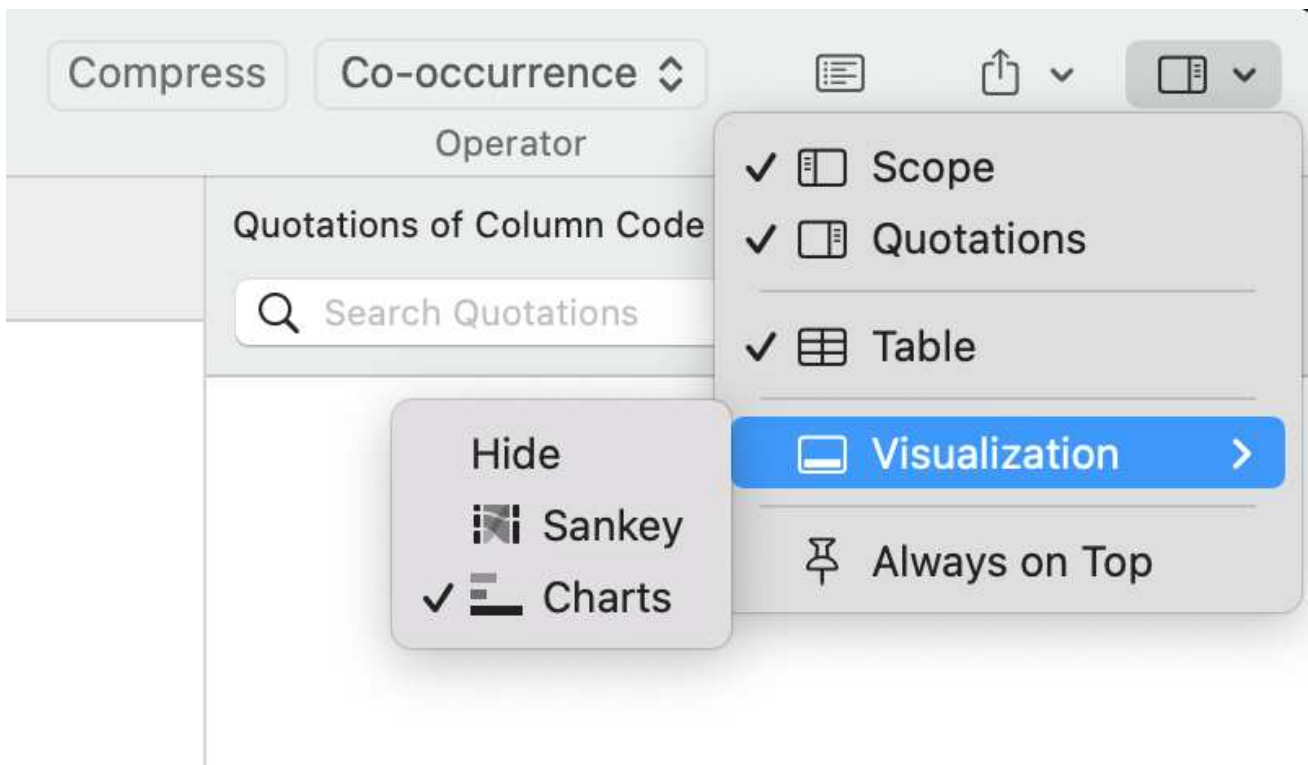 Compress
Co-occurrence
Operator
Quotations of Column Code
Search Quotations
Scope
Quotations
Table
Visualization
Always on Top
Hide
Sankey
Charts